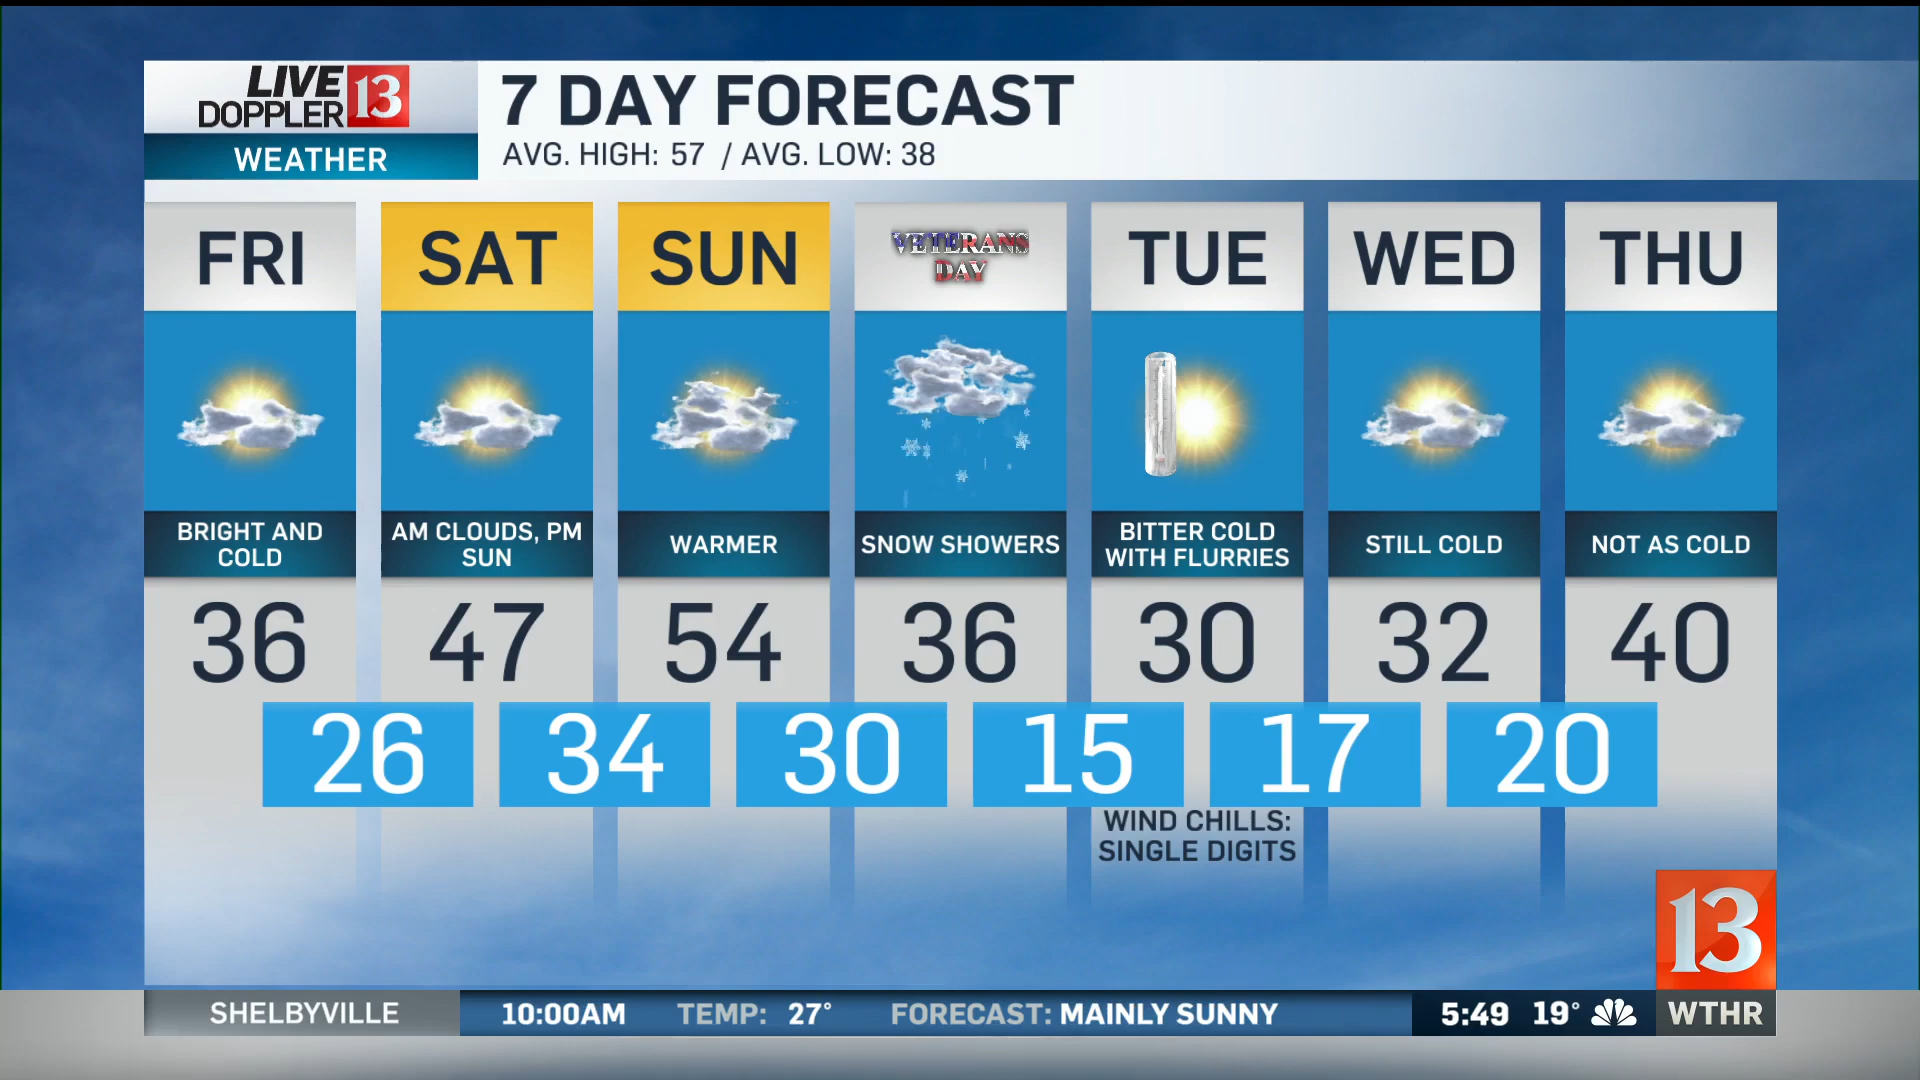 LIVE
DOPPLER 13
WEATHER
7 DAY FORECAST
AVG. HIGH: 57 / AVG. LOW: 38
FRI
SAT
SUN
VETERANS
DAY
TUE
WED
THU
BRIGHT AND
COLD
AM CLOUDS, PM
SUN
WARMER
SNOW SHOWERS
BITTER COLD
WITH FLURRIES
STILL COLD
NOT AS COLD
36
47
54
36
30
32
40
26
34
30
15
17
20
WIND CHILLS:
SINGLE DIGITS
13
SHELBYVILLE
10:00AM TEMP: 27° FORECAST: MAINLY SUNNY
5:49 19°
WTHR